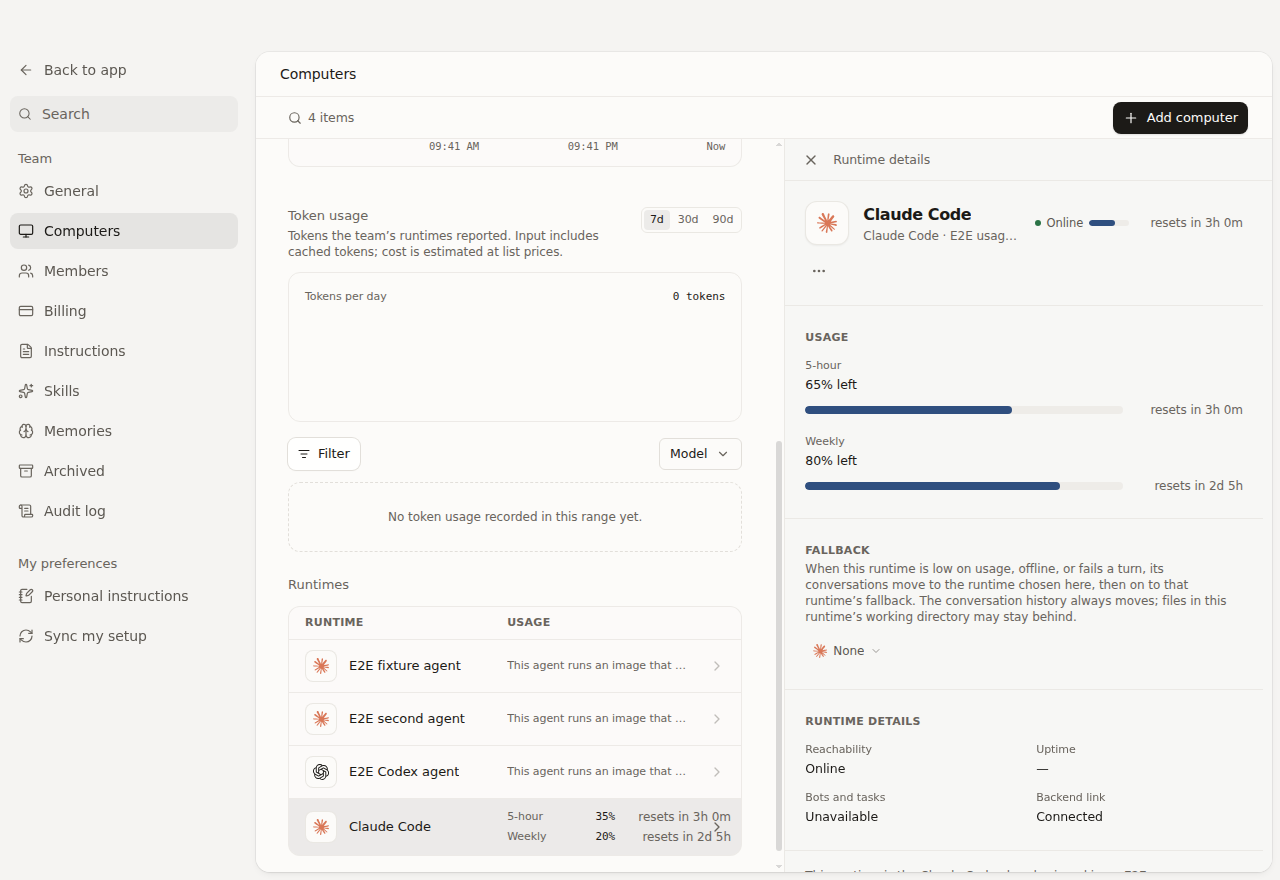 Back to app
Search
Team
General
Computers
Members
Billing
Instructions
Skills
Memories
Archived
Audit log
My preferences
Personal instructions
Sync my setup
Computers
4 items
Add computer
09:41 AM 09:41 PM Now
Token usage
7d 30d 90d
Tokens the team’s runtimes reported. Input includes
cached tokens; cost is estimated at list prices.
Tokens per day 0 tokens
Filter
Model
No token usage recorded in this range yet.
Runtimes
RUNTIME USAGE
E2E fixture agent This agent runs an image that …
E2E second agent This agent runs an image that …
E2E Codex agent This agent runs an image that …
Claude Code
5-hour 35% resets in 3h 0m
Weekly 20% resets in 2d 5h
Runtime details
Claude Code
Claude Code · E2E usag…
Online
resets in 3h 0m
USAGE
5-hour
65% left
resets in 3h 0m
Weekly
80% left
resets in 2d 5h
FALLBACK
When this runtime is low on usage, offline, or fails a turn, its
conversations move to the runtime chosen here, then on to that
runtime’s fallback. The conversation history always moves; files in this
runtime’s working directory may stay behind.
None
RUNTIME DETAILS
Reachability Uptime
Online —
Bots and tasks Backend link
Unavailable Connected